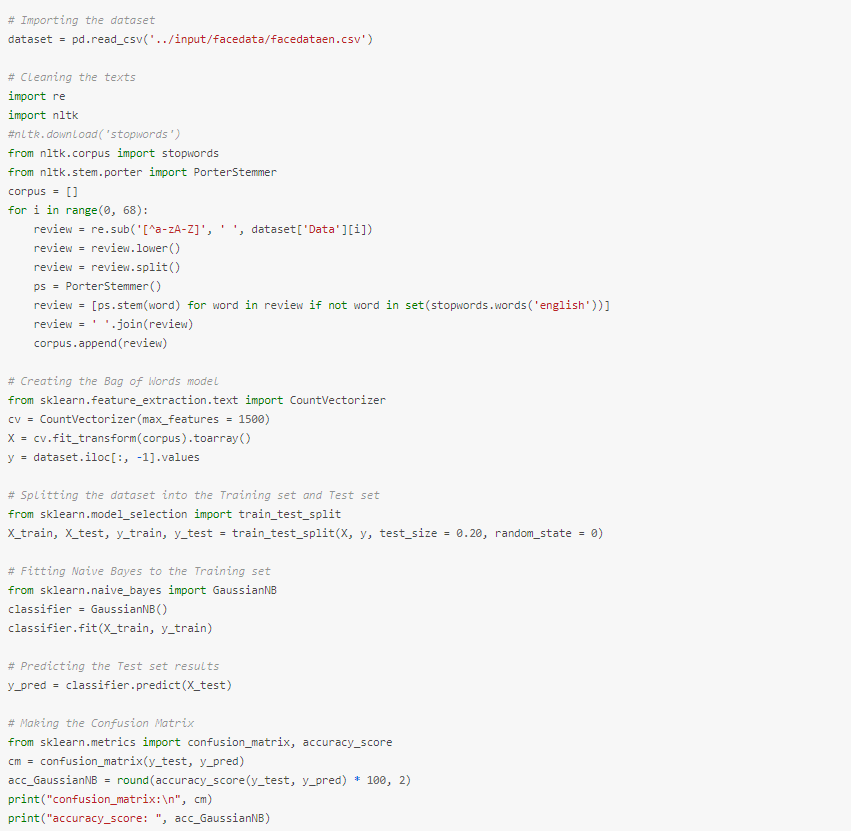 # Importing the dataset
dataset = pd.read_csv('../input/facedata/facedataen.csv')
# Cleaning the texts
import re
import nltk
#nltk.download('stopwords')
from nltk.corpus import stopwords
from nltk.stem.porter import PorterStemmer
corpus = []
for i in range(0, 68):
    review = re.sub('[^a-zA-Z]', ' ', dataset['Data'][i])
    review = review.lower()
    review = review.split()
    ps = PorterStemmer()
    review = [ps.stem(word) for word in review if not word in set(stopwords.words('english'))]
    review = ' '.join(review)
    corpus.append(review)
# Creating the Bag of Words model
from sklearn.feature_extraction.text import CountVectorizer
cv = CountVectorizer(max_features = 1500)
X = cv.fit_transform(corpus).toarray()
y = dataset.iloc[:, -1].values
# Splitting the dataset into the Training set and Test set
from sklearn.model_selection import train_test_split
X_train, X_test, y_train, y_test = train_test_split(X, y, test_size = 0.20, random_state = 0)
# Fitting Naive Bayes to the Training set
from sklearn.naive_bayes import GaussianNB
classifier = GaussianNB()
classifier.fit(X_train, y_train)
# Predicting the Test set results
y_pred = classifier.predict(X_test)
# Making the Confusion Matrix
from sklearn.metrics import confusion_matrix, accuracy_score
cm = confusion_matrix(y_test, y_pred)
acc_GaussianNB = round(accuracy_score(y_test, y_pred) * 100, 2)
print("confusion_matrix:\n", cm)
print("accuracy_score: ", acc_GaussianNB)